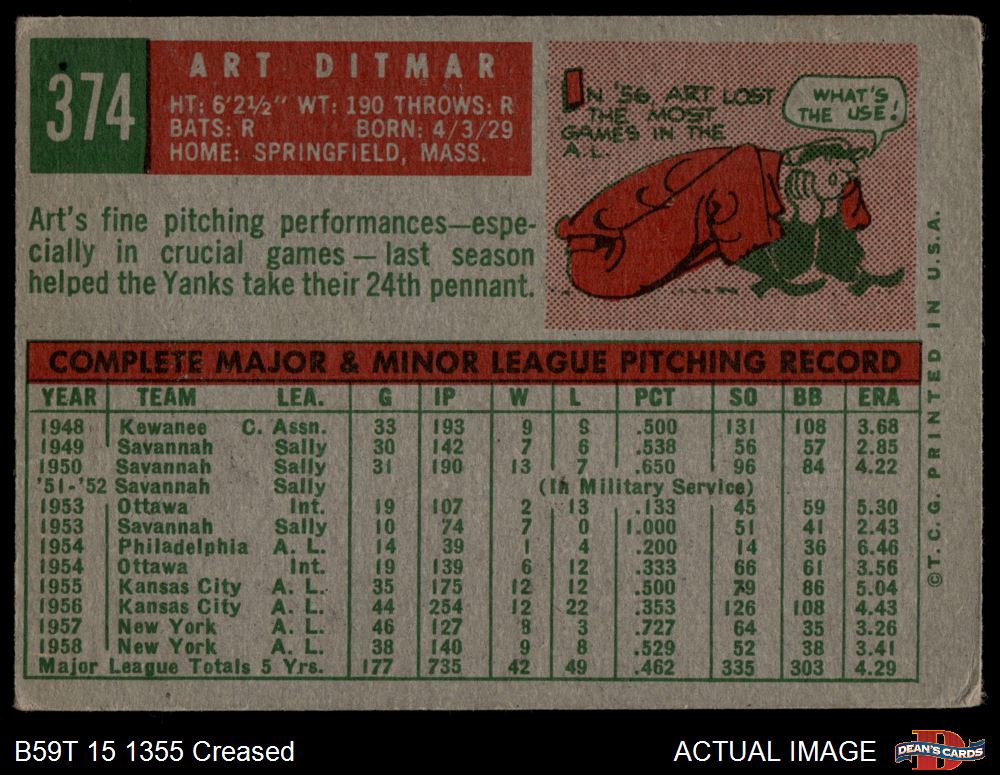 374
ART DITMAR
HT: 6'2½" WT: 190 THROWS: R
BATS: R BORN: 4/3/29
HOME: SPRINGFIELD, MASS.
IN '56, ART LOST
THE MOST
GAMES IN THE
A.L.
WHAT'S
THE USE!
Art's fine pitching performances—espe-
cially in crucial games — last season
helped the Yanks take their 24th pennant.
COMPLETE MAJOR & MINOR LEAGUE PITCHING RECORD
YEAR TEAM LEA. G IP W L PCT SO BB ERA
1948 Kewanee C. Assn. 33 193 9 9 .500 131 108 3.68
1949 Savannah Sally 30 142 7 6 .538 56 57 2.85
1950 Savannah Sally 31 190 13 7 .650 96 84 4.22
'51-'52 Savannah Sally (In Military Service)
1953 Ottawa Int. 19 107 2 13 .133 45 59 5.30
1953 Savannah Sally 10 74 7 0 1.000 51 41 2.43
1954 Philadelphia A. L. 14 39 1 4 .200 14 36 6.46
1954 Ottawa Int. 19 139 6 12 .333 66 61 3.56
1955 Kansas City A. L. 35 175 12 12 .500 79 86 5.04
1956 Kansas City A. L. 44 254 12 22 .353 126 108 4.43
1957 New York A. L. 46 127 8 3 .727 64 35 3.26
1958 New York A. L. 38 140 9 8 .529 52 38 3.41
Major League Totals 5 Yrs. 177 735 42 49 .462 335 303 4.29
©T.C.G. PRINTED IN U.S.A.
B59T 15 1355 Creased
ACTUAL IMAGE
D
DEAN'S CARDS